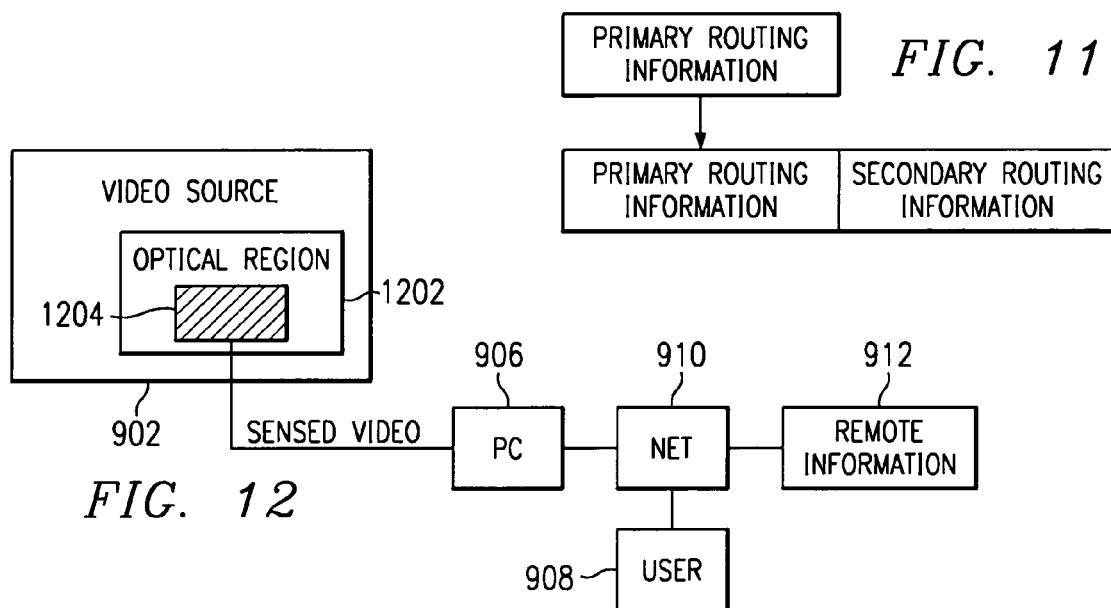 PRIMARY ROUTING
INFORMATION
FIG. 11
PRIMARY ROUTING
INFORMATION
SECONDARY ROUTING
INFORMATION
VIDEO SOURCE
OPTICAL REGION
1202
1204
902
SENSED VIDEO
906
PC
910
NET
912
REMOTE
INFORMATION
908
USER
FIG. 12